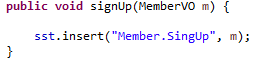 public void signUp(MemberVO m) {
sst.insert("Member.SingUp", m);
}